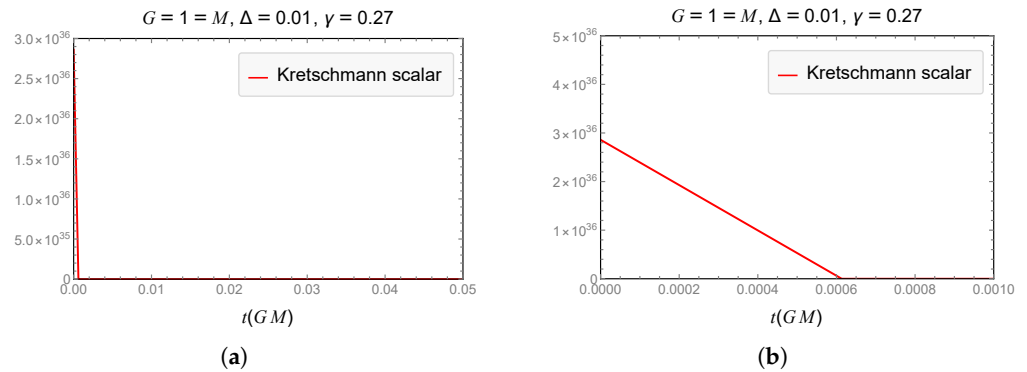 G = 1 = M, Δ = 0.01, γ = 0.27
3.0×10^36
2.5×10^36
2.0×10^36
1.5×10^36
1.0×10^36
5.0×10^35
0
Kretschmann scalar
0.00 0.01 0.02 0.03 0.04 0.05
t(G M)
(a)
G = 1 = M, Δ = 0.01, γ = 0.27
5×10^36
4×10^36
3×10^36
2×10^36
1×10^36
0
Kretschmann scalar
0.0000 0.0002 0.0004 0.0006 0.0008 0.0010
t(G M)
(b)